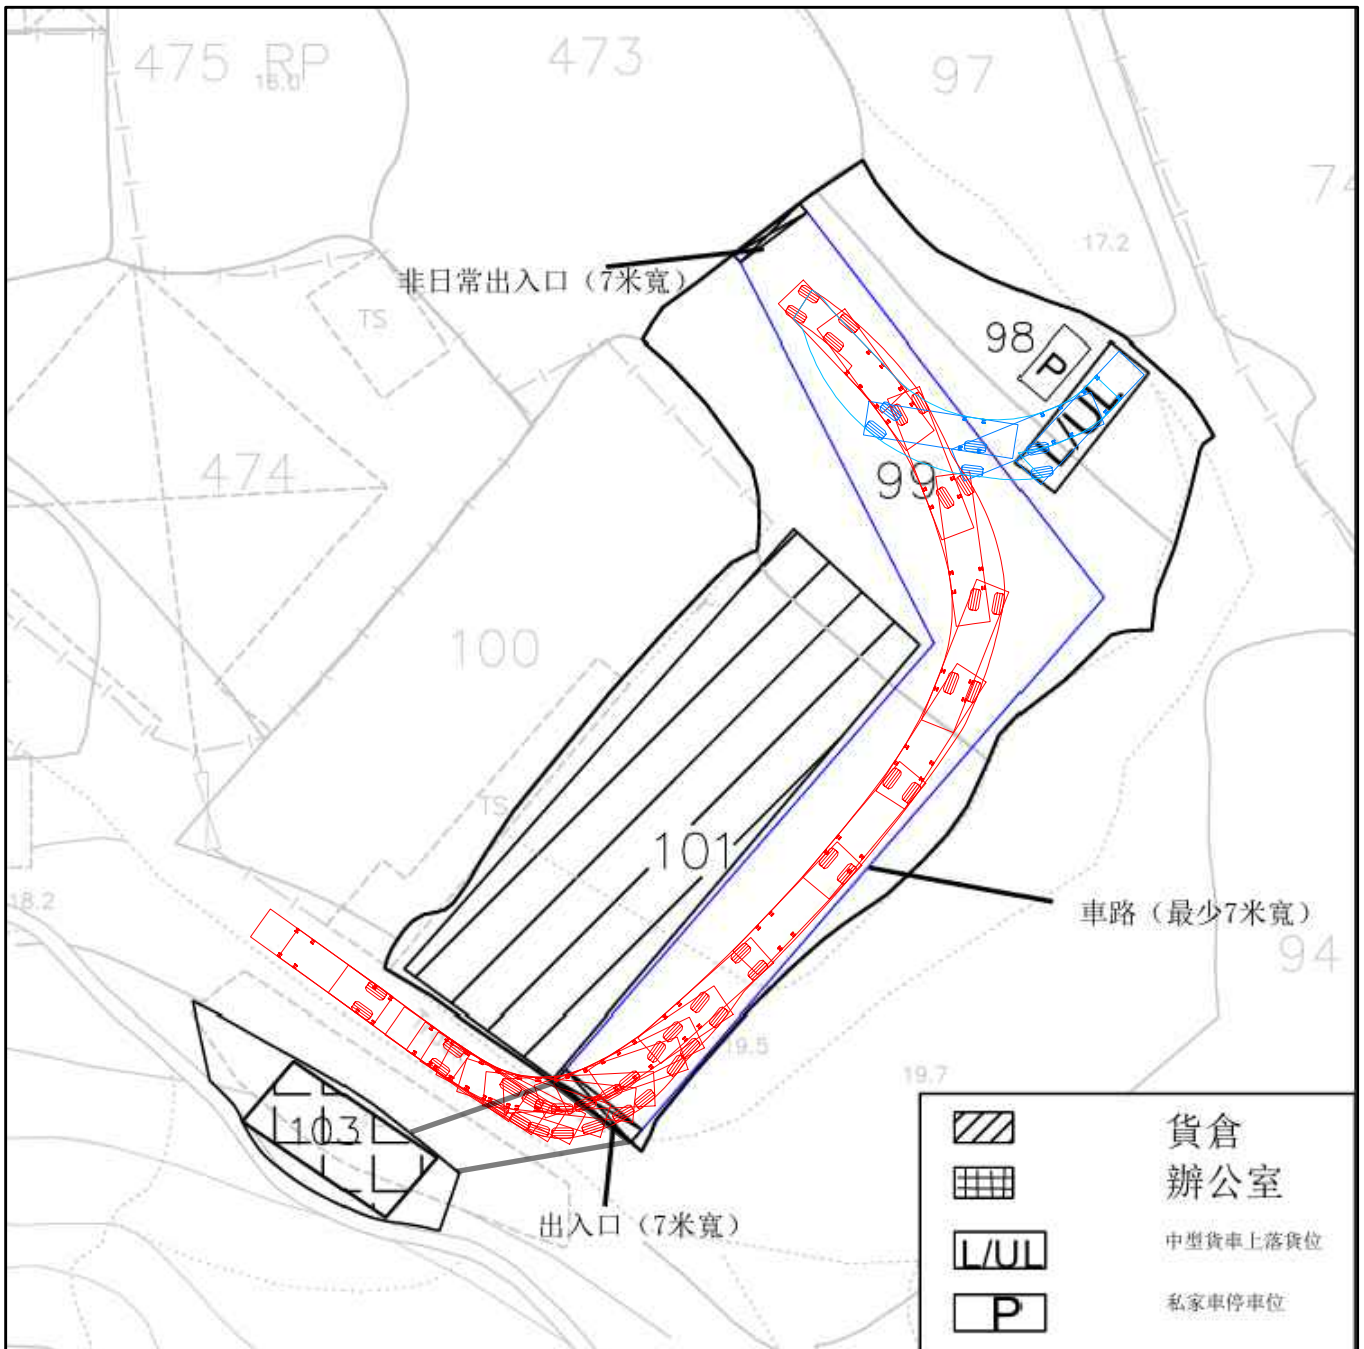 475 RP
16.0
473
97
74
17.2
非日常出入口（7米寬）
TS
98
P
L/UL
474
99
100
TS
101
18.2
車路（最少7米寬）
94
19.5
19.7
103
出入口（7米寬）
貨倉
辦公室
L/UL 中型貨車上落貨位
P 私家車停車位